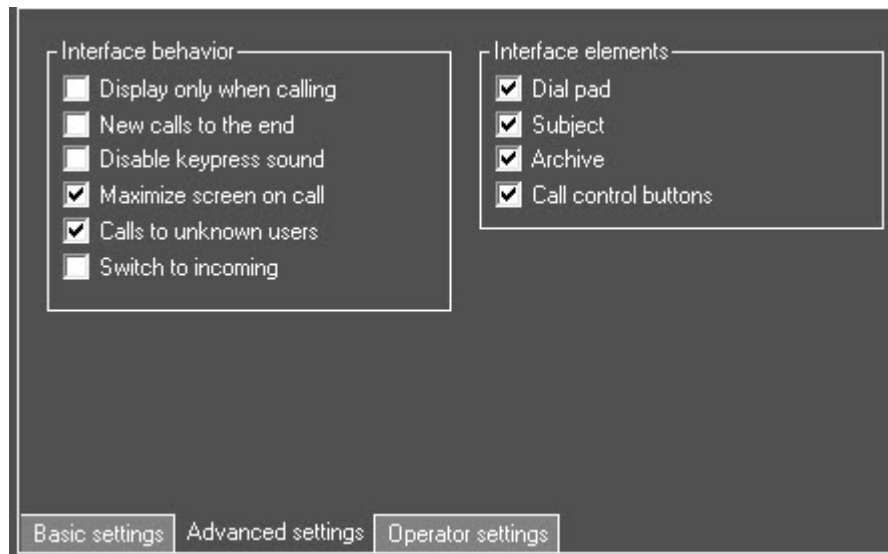 Interface behavior
Display only when calling
New calls to the end
Disable keypress sound
Maximize screen on call
Calls to unknown users
Switch to incoming
Interface elements
Dial pad
Subject
Archive
Call control buttons
Basic settings
Advanced settings
Operator settings